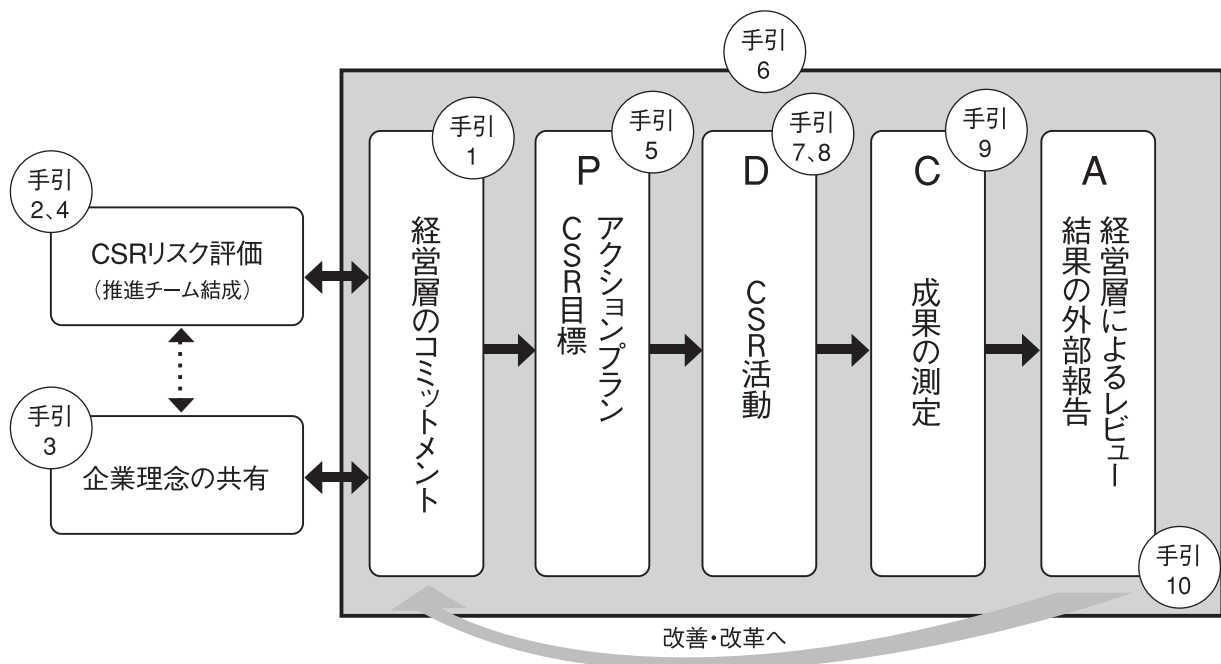 手引
6
手引
1
経営層のコミットメント
手引
5
P
アクションプラン
CSR目標
手引
7、8
D
CSR活動
手引
9
C
成果の測定
A
経営層によるレビュー
結果の外部報告
手引
10
手引
2、4
CSRリスク評価
（推進チーム結成）
手引
3
企業理念の共有
改善・改革へ